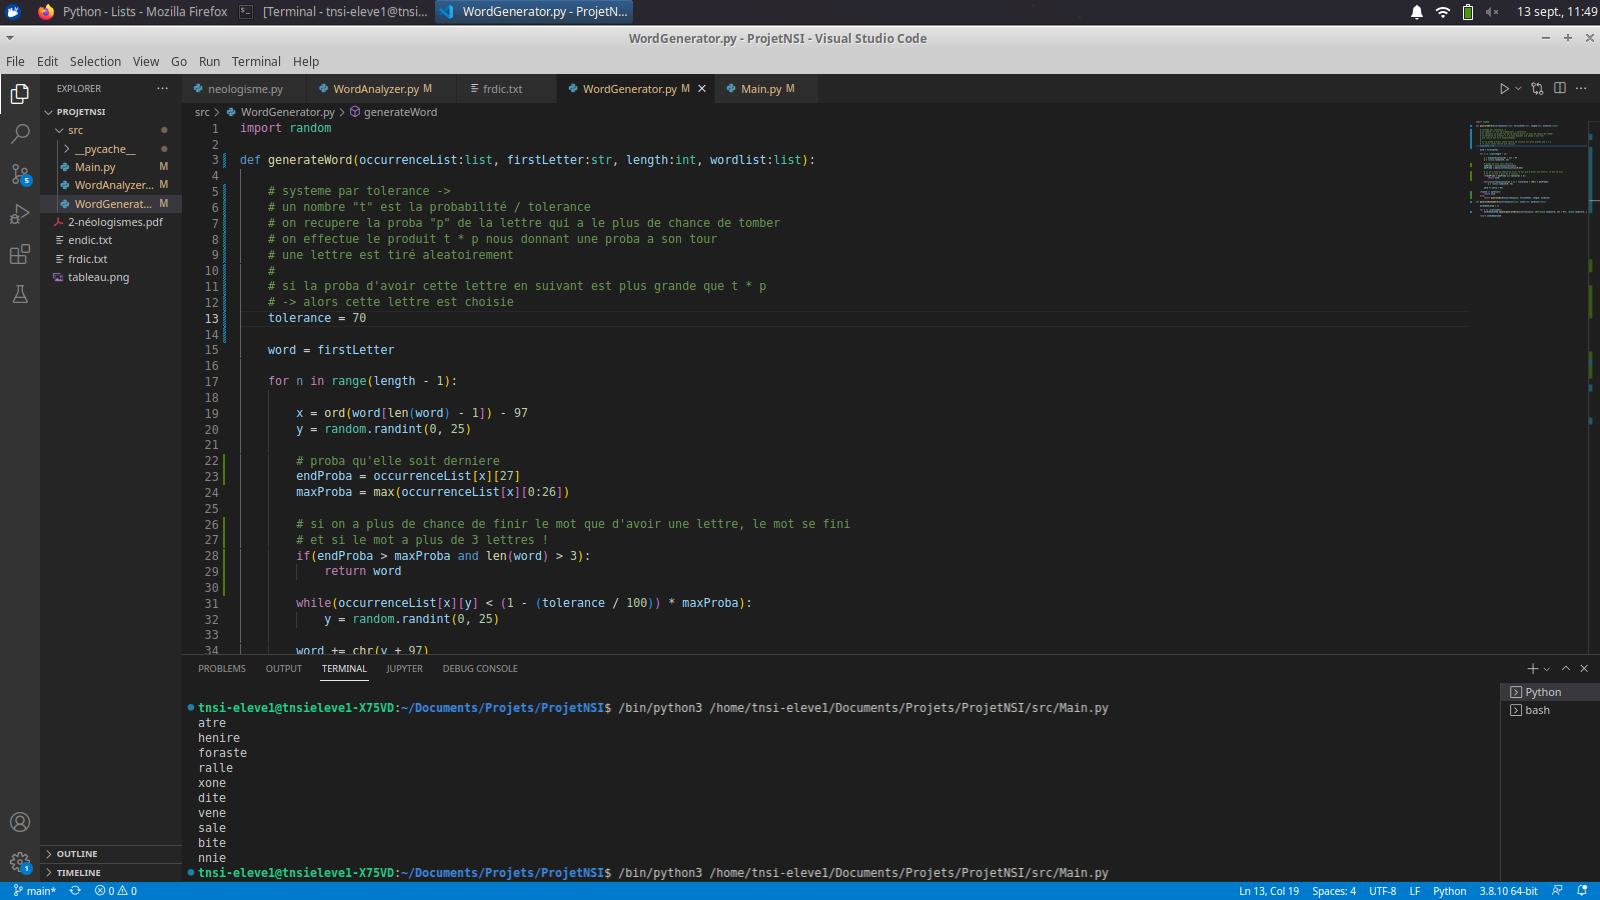 Python - Lists - Mozilla Firefox
[Terminal - tnsi-eleve1@tnsi...
WordGenerator.py - ProjetN...
13 sept., 11:49
WordGenerator.py - ProjetNSI - Visual Studio Code
File Edit Selection View Go Run Terminal Help
EXPLORER
PROJETNSI
src
__pycache__
Main.py M
WordAnalyzer... M
WordGenerat... M
2-néologismes.pdf
endic.txt
frdic.txt
tableau.png
OUTLINE
TIMELINE
5
1
neologisme.py
WordAnalyzer.py M
frdic.txt
WordGenerator.py M
Main.py M
src > WordGenerator.py > generateWord
1 import random
2
3 def generateWord(occurrenceList:list, firstLetter:str, length:int, wordlist:list):
4
5 # systeme par tolerance ->
6 # un nombre "t" est la probabilité / tolerance
7 # on recupere la proba "p" de la lettre qui a le plus de chance de tomber
8 # on effectue le produit t * p nous donnant une proba a son tour
9 # une lettre est tiré aleatoirement
10 #
11 # si la proba d'avoir cette lettre en suivant est plus grande que t * p
12 # -> alors cette lettre est choisie
13 tolerance = 70
14
15 word = firstLetter
16
17 for n in range(length - 1):
18
19 x = ord(word[len(word) - 1]) - 97
20 y = random.randint(0, 25)
21
22 # proba qu'elle soit derniere
23 endProba = occurrenceList[x][27]
24 maxProba = max(occurrenceList[x][0:26])
25
26 # si on a plus de chance de finir le mot que d'avoir une lettre, le mot se fini
27 # et si le mot a plus de 3 lettres !
28 if(endProba > maxProba and len(word) > 3):
29 return word
30
31 while(occurrenceList[x][y] < (1 - (tolerance / 100)) * maxProba):
32 y = random.randint(0, 25)
33
34 word += chr(y + 97)
PROBLEMS OUTPUT TERMINAL JUPYTER DEBUG CONSOLE
tnsi-eleve1@tnsieleve1-X75VD:~/Documents/Projets/ProjetNSI$ /bin/python3 /home/tnsi-eleve1/Documents/Projets/ProjetNSI/src/Main.py
atre
henire
foraste
ralle
xone
dite
vene
sale
bite
nnie
tnsi-eleve1@tnsieleve1-X75VD:~/Documents/Projets/ProjetNSI$ /bin/python3 /home/tnsi-eleve1/Documents/Projets/ProjetNSI/src/Main.py
Python
bash
main* 0 0
Ln 13, Col 19 Spaces: 4 UTF-8 LF Python 3.8.10 64-bit